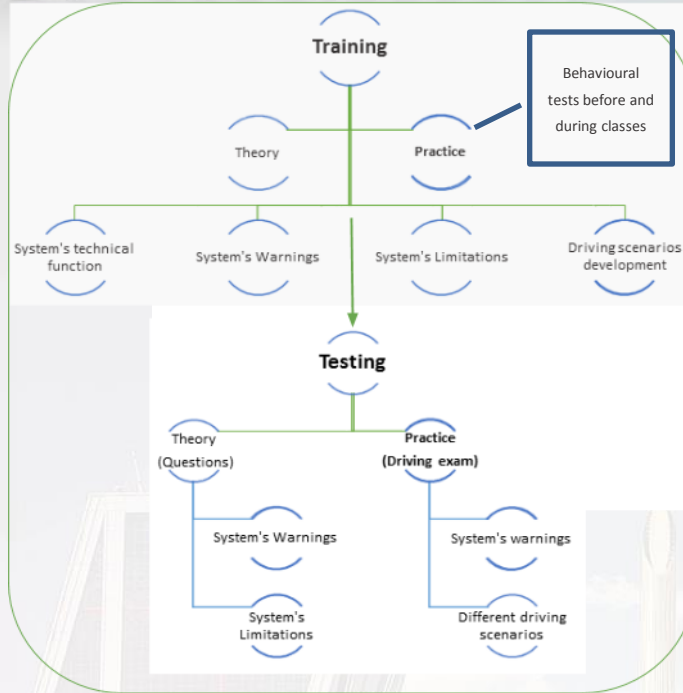 Training
Behavioural
tests before and
during classes
Theory
Practice
System's technical
function
System's Warnings
System's Limitations
Driving scenarios
development
Testing
Theory
(Questions)
Practice
(Driving exam)
System's Warnings
System's warnings
System's
Limitations
Different driving
scenarios